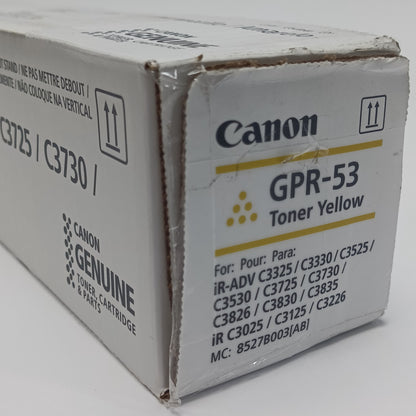 T STAND / NE PAS METTRE DEBOUT /
EMENTE / NÃO COLOQUE NA VERTICAL
C3725 / C3730 /
CANON
GENUINE
TONER, CARTRIDGE
& PARTS
Canon
GPR-53
Toner Yellow
For: Pour: Para:
iR-ADV C3325 / C3330 / C3525 /
C3530 / C3725 / C3730 /
C3826 / C3830 / C3835
iR C3025 / C3125 / C3226
MC: 8527B003[AB]